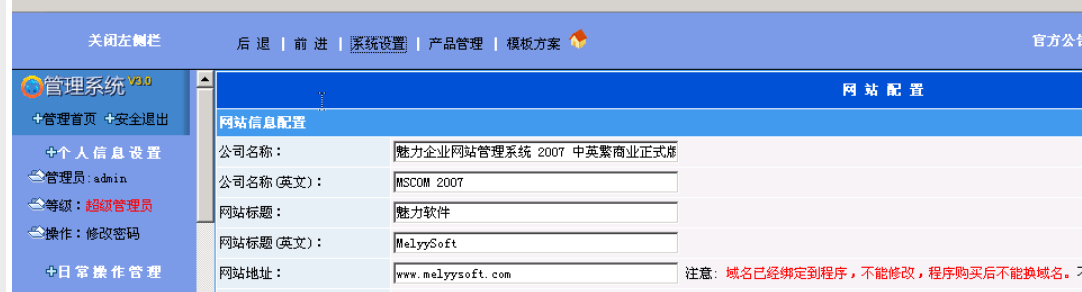 关闭左侧栏
后 退 | 前 进 | 系统设置 | 产品管理 | 模板方案
官方公告
管理系统 V3.0
管理首页 安全退出
个人信息设置
管理员:admin
等级：超级管理员
操作：修改密码
日常操作管理
网 站 配 置
网站信息配置
公司名称： 魅力企业网站管理系统 2007 中英繁商业正式版
公司名称(英文)： MSCOM 2007
网站标题： 魅力软件
网站标题(英文)： MelyySoft
网站地址： www.melyysoft.com 注意: 域名已经绑定到程序，不能修改，程序购买后不能换域名。不